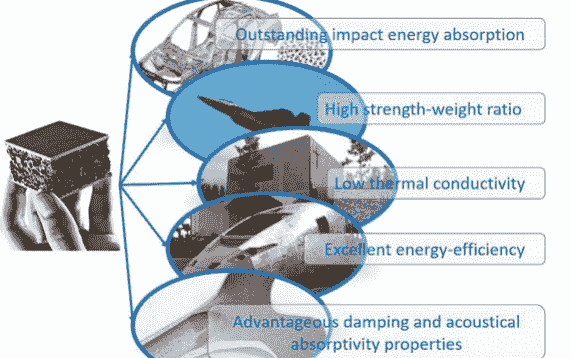 Outstanding impact energy absorption
High strength-weight ratio
Low thermal conductivity
Excellent energy-efficiency
Advantageous damping and acoustical
absorptivity properties